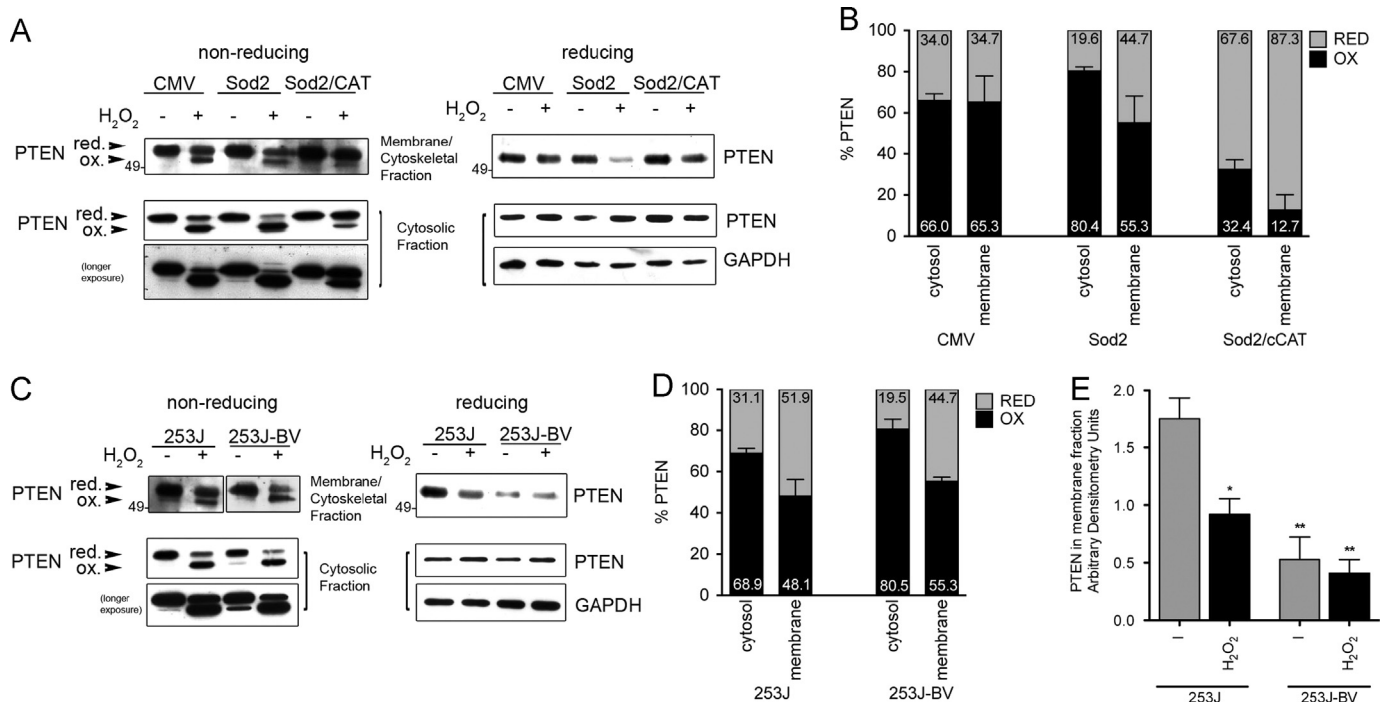 A
non-reducing
reducing
CMV Sod2 Sod2/CAT
CMV Sod2 Sod2/CAT
H2O2 - + - + - +
H2O2 - + - + - +
PTEN red. ox. 49
Membrane/
Cytoskeletal
Fraction
49 PTEN
PTEN red. ox.
Cytosolic
Fraction
PTEN
(longer
exposure)
GAPDH
B
RED
OX
% PTEN
100
80
60
40
20
0
34.0 34.7 19.6 44.7 67.6 87.3
66.0 65.3 80.4 55.3 32.4 12.7
cytosol membrane cytosol membrane cytosol membrane
CMV Sod2 Sod2/cCAT
C
non-reducing
reducing
253J 253J-BV
253J 253J-BV
H2O2 - + - +
H2O2 - + - +
PTEN red. ox. 49
Membrane/
Cytoskeletal
Fraction
49 PTEN
PTEN red. ox.
Cytosolic
Fraction
PTEN
(longer
exposure)
GAPDH
D
RED
OX
% PTEN
100
80
60
40
20
0
31.1 51.9 19.5 44.7
68.9 48.1 80.5 55.3
cytosol membrane cytosol membrane
253J 253J-BV
E
PTEN in membrane fraction
Arbitrary Densitometry Units
2.0
1.5
1.0
0.5
0.0
* ** **
- H2O2 - H2O2
253J 253J-BV